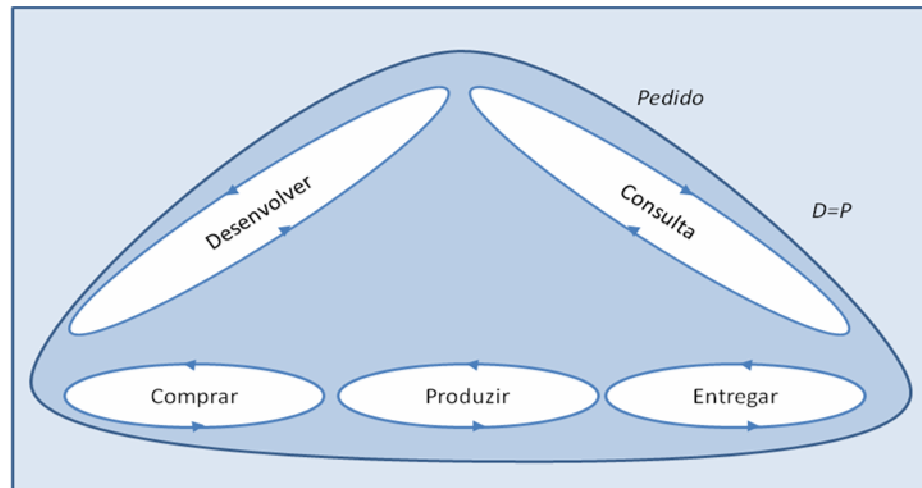 Pedido
Desenvolver
Consulta
D=P
Comprar
Produzir
Entregar